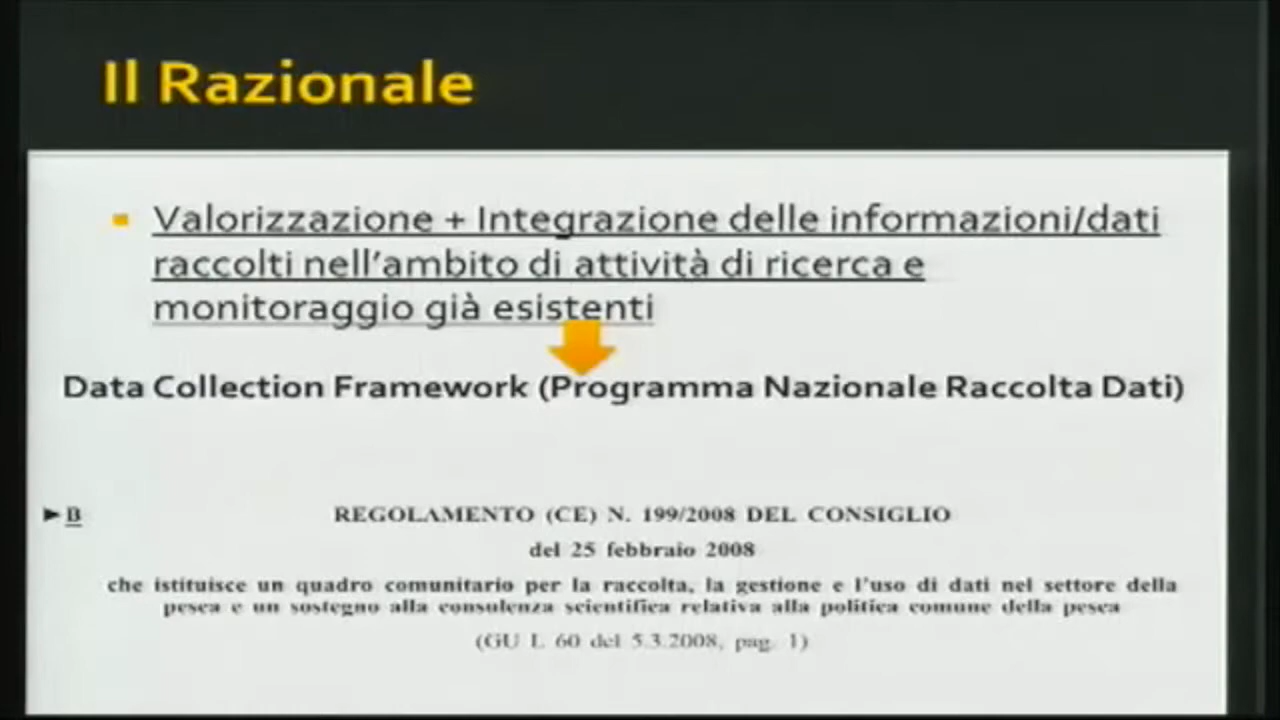 Il Razionale
Valorizzazione + Integrazione delle informazioni/dati
raccolti nell'ambito di attività di ricerca e
monitoraggio già esistenti
Data Collection Framework (Programma Nazionale Raccolta Dati)
►B REGOLAMENTO (CE) N. 199/2008 DEL CONSIGLIO
del 25 febbraio 2008
che istituisce un quadro comunitario per la raccolta, la gestione e l'uso di dati nel settore della
pesca e un sostegno alla consulenza scientifica relativa alla politica comune della pesca
(GU L 60 del 5.3.2008, pag. 1)